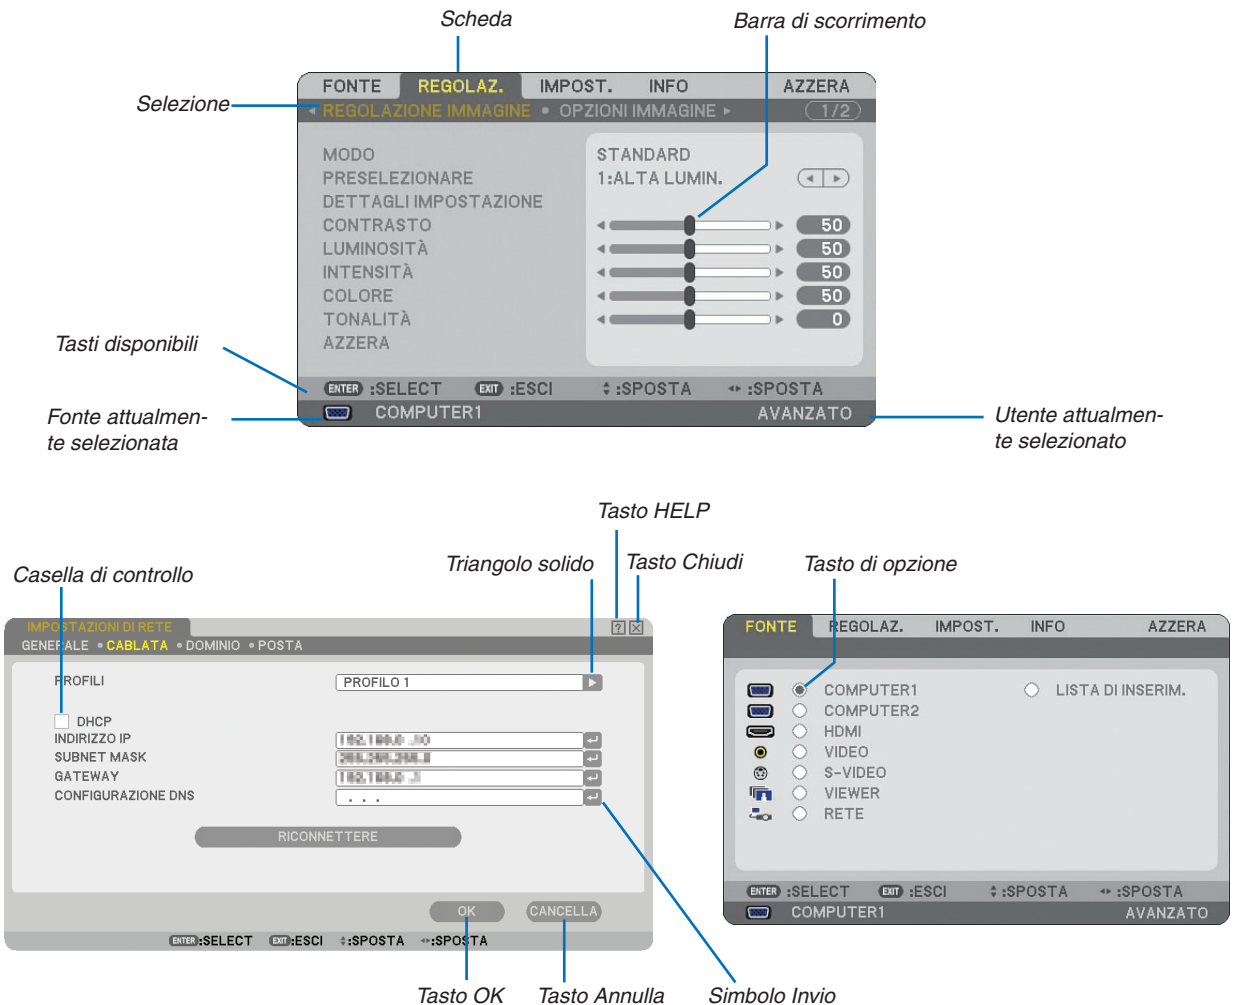 Scheda
Barra di scorrimento
FONTE REGOLAZ. IMPOST. INFO AZZERA
Selezione
REGOLAZIONE IMMAGINE • OPZIONI IMMAGINE 1/2
MODO STANDARD
PRESELEZIONARE 1:ALTA LUMIN.
DETTAGLI IMPOSTAZIONE
CONTRASTO 50
LUMINOSITÀ 50
INTENSITÀ 50
COLORE 50
TONALITÀ 0
AZZERA
Tasti disponibili
ENTER :SELECT EXIT :ESCI :SPOSTA :SPOSTA
COMPUTER1 AVANZATO
Fonte attualmen-
te selezionata
Utente attualmen-
te selezionato
Tasto HELP
Casella di controllo
Triangolo solido
Tasto Chiudi
Tasto di opzione
IMPOSTAZIONI DI RETE ?
GENERALE • CABLATA • DOMINIO • POSTA
PROFILI PROFILO 1
DHCP
INDIRIZZO IP
SUBNET MASK
GATEWAY
CONFIGURAZIONE DNS . . .
RICONNETTERE
OK CANCELLA
ENTER:SELECT EXIT:ESCI :SPOSTA :SPOSTA
FONTE REGOLAZ. IMPOST. INFO AZZERA
COMPUTER1 LISTA DI INSERIM.
COMPUTER2
HDMI
VIDEO
S-VIDEO
VIEWER
RETE
ENTER :SELECT EXIT :ESCI :SPOSTA :SPOSTA
COMPUTER1 AVANZATO
Tasto OK
Tasto Annulla
Simbolo Invio